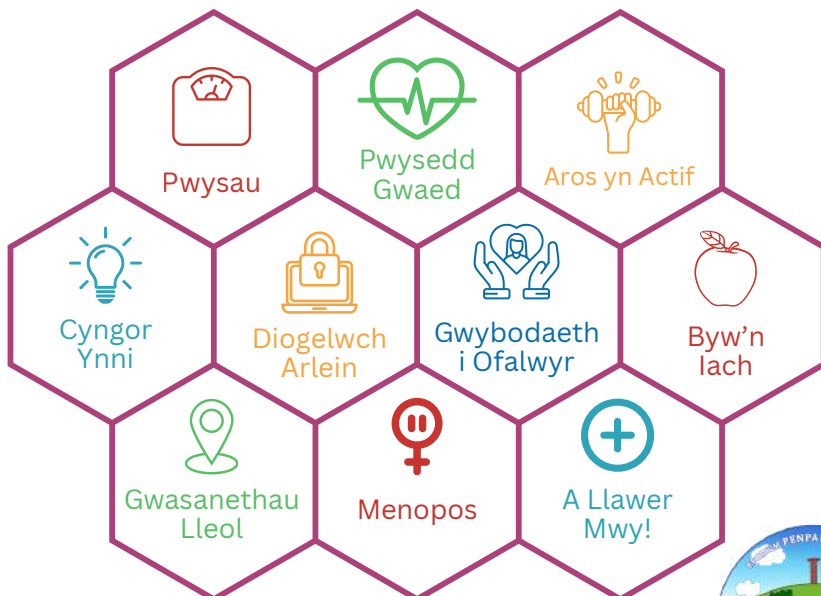 Pwysau
Pwysedd
Gwaed
Aros yn Actif
Cyngor
Ynni
Diogelwch
Arlein
Gwybodaeth
i Ofalwyr
Byw’n
Iach
Gwasanethau
Lleol
Menopos
A Llawer
Mwy!